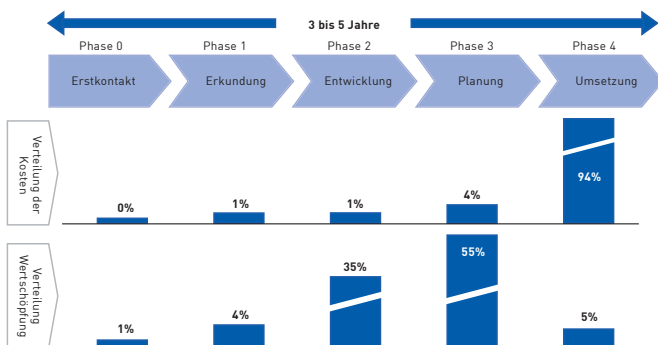 3 bis 5 Jahre
Phase 0 Phase 1 Phase 2 Phase 3 Phase 4
Erstkontakt Erkundung Entwicklung Planung Umsetzung
Verteilung der
Kosten
0% 1% 1% 4% 94%
Verteilung
Wertschöpfung
1% 4% 35% 55% 5%